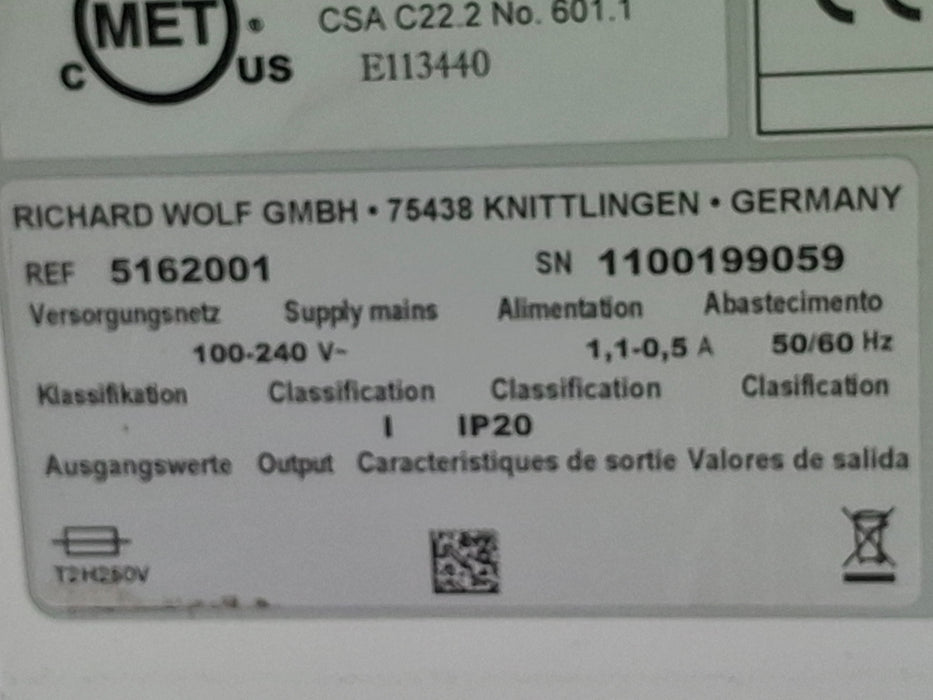 MET ® CSA C22.2 No. 601.1
C US E113440
RICHARD WOLF GMBH • 75438 KNITTLINGEN • GERMANY
REF 5162001 SN 1100199059
Versorgungsnetz Supply mains Alimentation Abastecimento
100-240 V~ 1,1-0,5 A 50/60 Hz
Klassifikation Classification Classification Clasification
I IP20
Ausgangswerte Output Caracteristiques de sortie Valores de salida
T2H250V